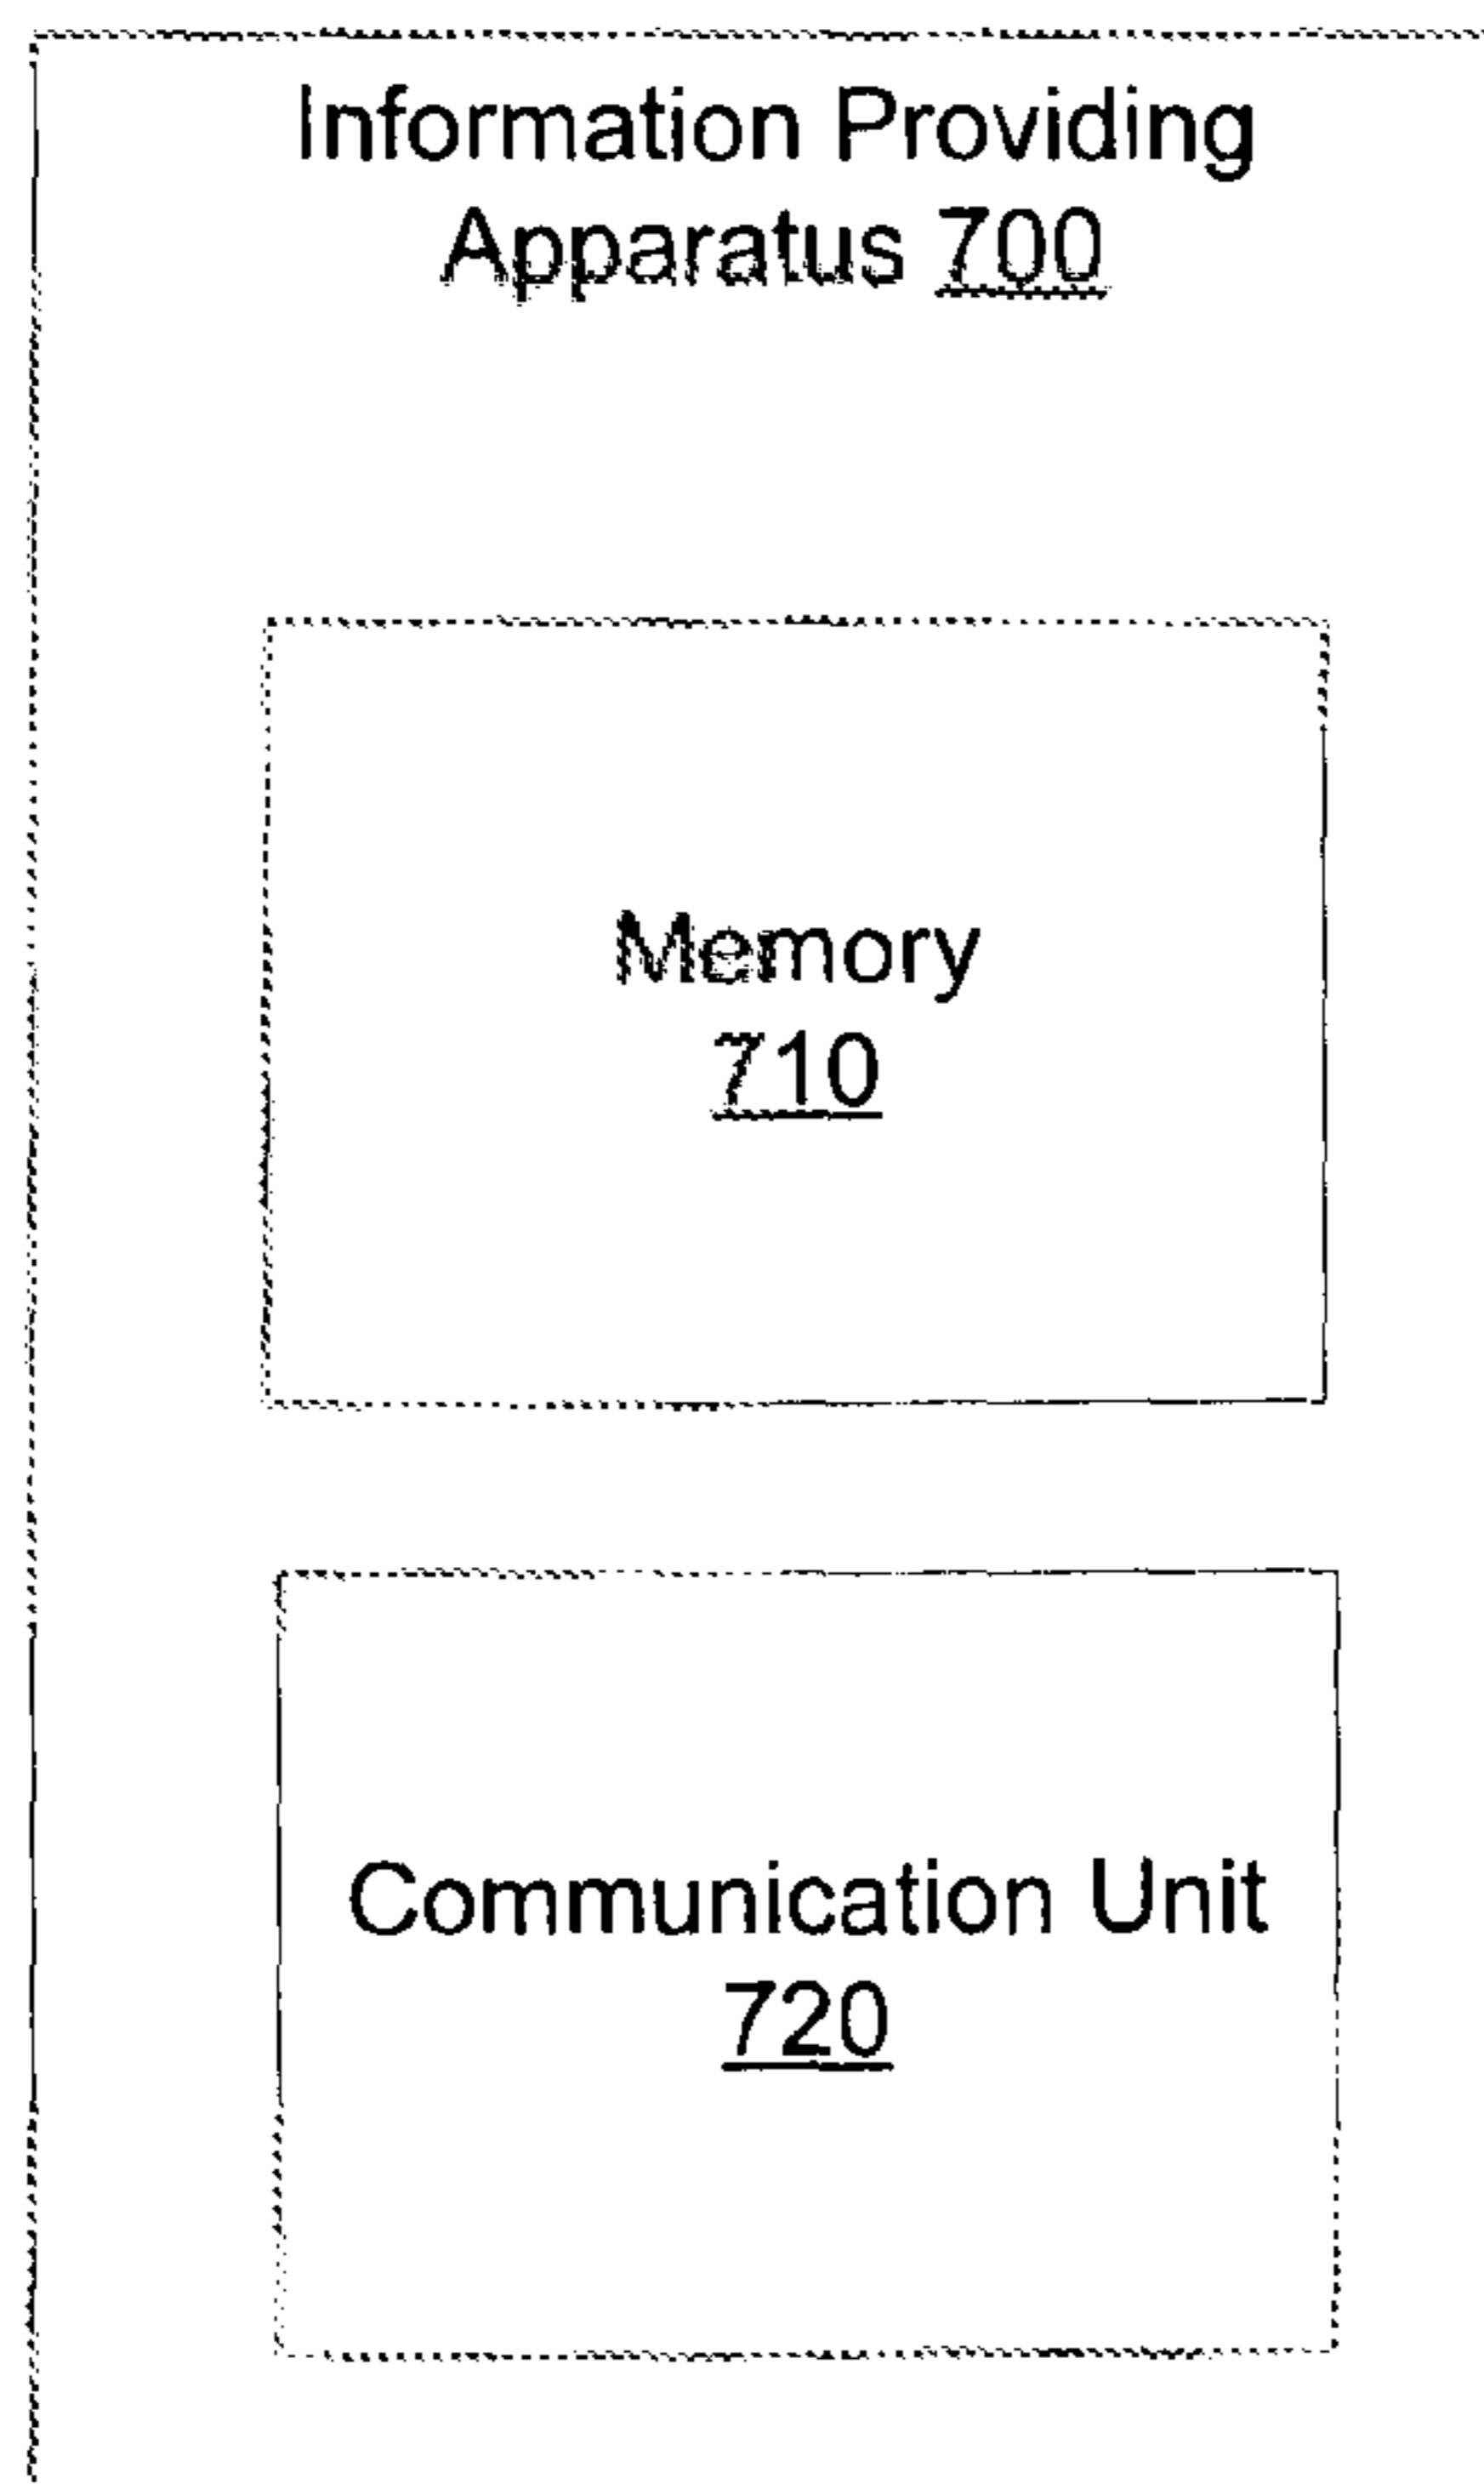 Information Providing
Apparatus 700
Memory
710
Communication Unit
720